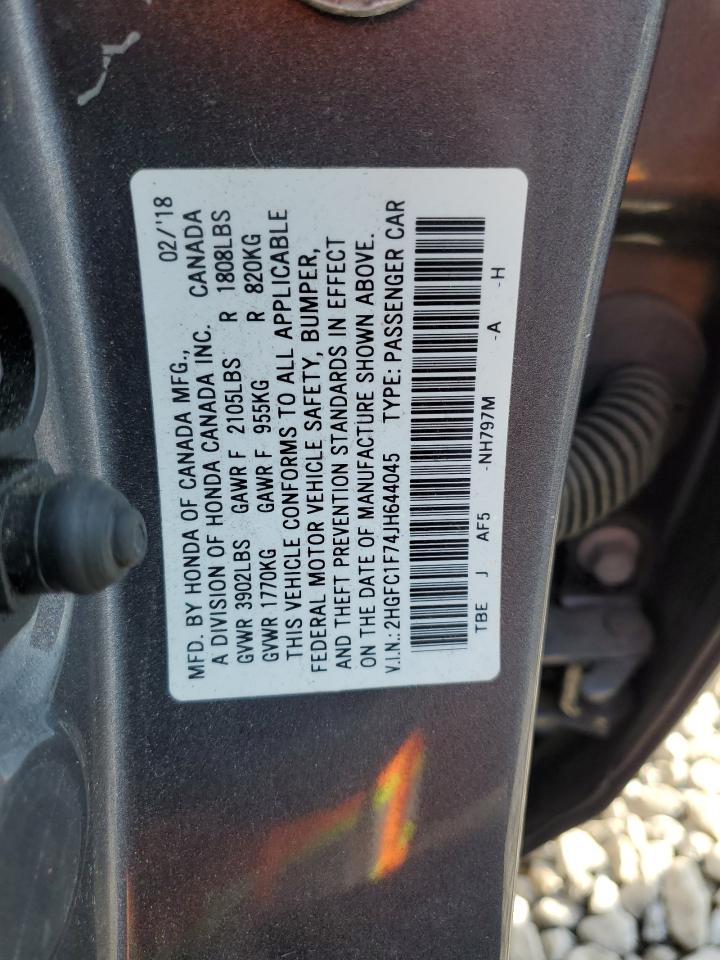 02/'18
MFD. BY HONDA OF CANADA MFG.,
A DIVISION OF HONDA CANADA INC. CANADA
GVWR 3902LBS GAWR F 2105LBS R 1808LBS
GVWR 1770KG GAWR F 955KG R 820KG
THIS VEHICLE CONFORMS TO ALL APPLICABLE
FEDERAL MOTOR VEHICLE SAFETY, BUMPER,
AND THEFT PREVENTION STANDARDS IN EFFECT
ON THE DATE OF MANUFACTURE SHOWN ABOVE.
V.I.N.: 2HGFC1F74JH644045 TYPE: PASSENGER CAR
TBE J AF5 -NH797M -A -H